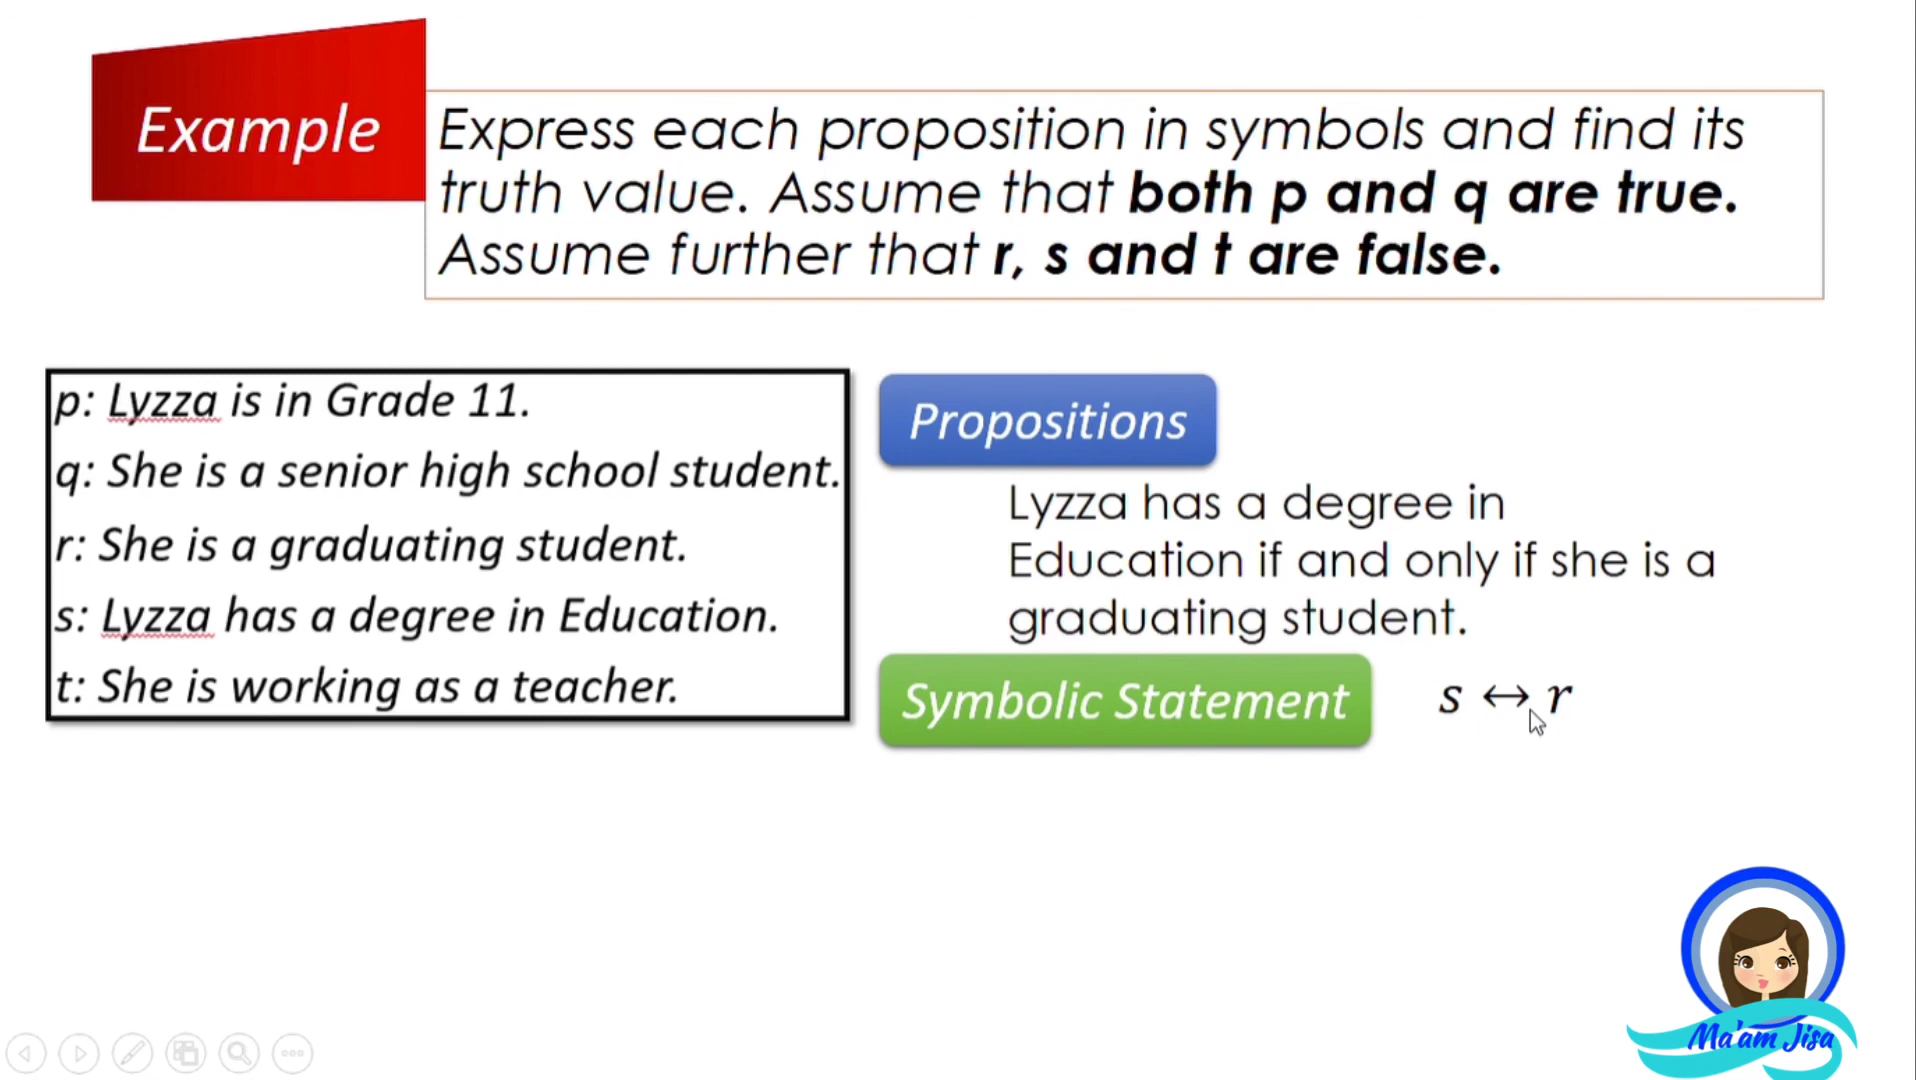 Example
Express each proposition in symbols and find its
truth value. Assume that both p and q are true.
Assume further that r, s and t are false.
p: Lyzza is in Grade 11.
q: She is a senior high school student.
r: She is a graduating student.
s: Lyzza has a degree in Education.
t: She is working as a teacher.
Propositions
Lyzza has a degree in
Education if and only if she is a
graduating student.
Symbolic Statement
s ↔ r
Ma'am Jisa